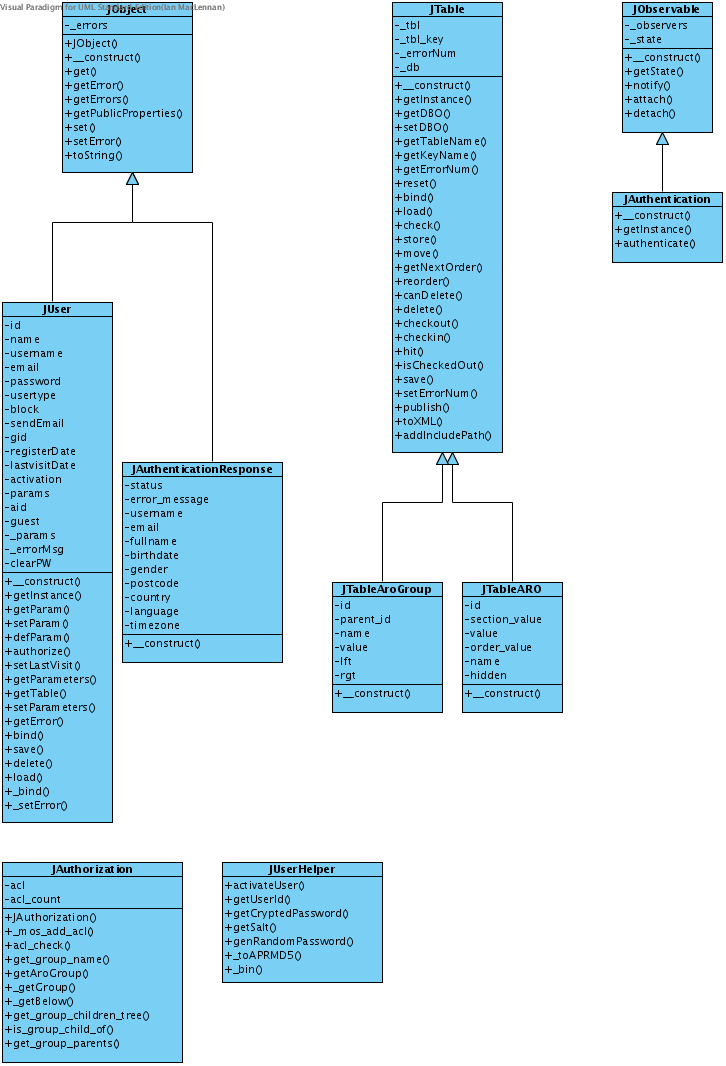 Visual Paradigm for UML Standard Edition(Ian MacLennan)
JObject
-_errors
+JObject()
+__construct()
+get()
+getError()
+getErrors()
+getPublicProperties()
+set()
+setError()
+toString()
JTable
-_tbl
-_tbl_key
-_errorNum
-_db
+__construct()
+getInstance()
+getDBO()
+setDBO()
+getTableName()
+getKeyName()
+getErrorNum()
+reset()
+bind()
+load()
+check()
+store()
+move()
+getNextOrder()
+reorder()
+canDelete()
+delete()
+checkout()
+checkin()
+hit()
+isCheckedOut()
+save()
+setErrorNum()
+publish()
+toXML()
+addIncludePath()
JObservable
-_observers
-_state
+__construct()
+getState()
+notify()
+attach()
+detach()
JAuthentication
+__construct()
+getInstance()
+authenticate()
JUser
-id
-name
-username
-email
-password
-usertype
-block
-sendEmail
-gid
-registerDate
-lastvisitDate
-activation
-params
-aid
-guest
-_params
-_errorMsg
-clearPW
+__construct()
+getInstance()
+getParam()
+setParam()
+defParam()
+authorize()
+setLastVisit()
+getParameters()
+getTable()
+setParameters()
+getError()
+bind()
+save()
+delete()
+load()
+_bind()
+_setError()
JAuthenticationResponse
-status
-error_message
-username
-email
-fullname
-birthdate
-gender
-postcode
-country
-language
-timezone
+__construct()
JTableAroGroup
-id
-parent_id
-name
-value
-lft
-rgt
+__construct()
JTableARO
-id
-section_value
-value
-order_value
-name
-hidden
+__construct()
JAuthorization
-acl
-acl_count
+JAuthorization()
+_mos_add_acl()
+acl_check()
+get_group_name()
+getAroGroup()
+_getGroup()
+_getBelow()
+get_group_children_tree()
+is_group_child_of()
+get_group_parents()
JUserHelper
+activateUser()
+getUserId()
+getCryptedPassword()
+getSalt()
+genRandomPassword()
+_toAPRMD5()
+_bin()